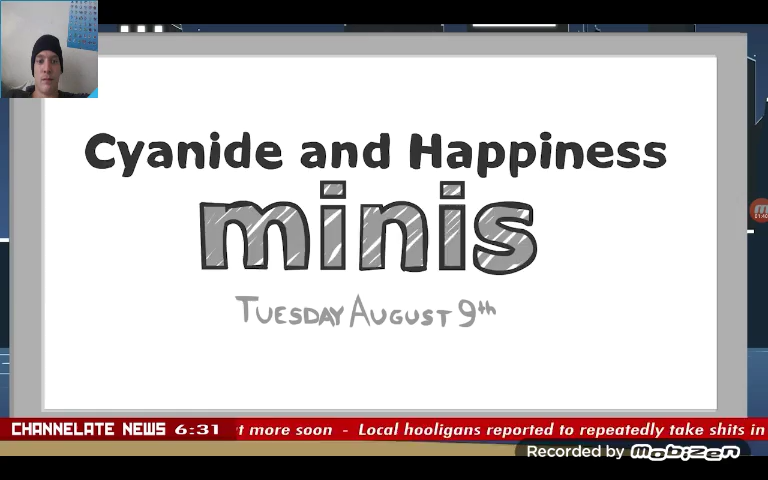 Cyanide and Happiness
minis
TUESDAY AUGUST 9th
CHANNELATE NEWS 6:31 t more soon - Local hooligans reported to repeatedly take shits in
Recorded by mobizen